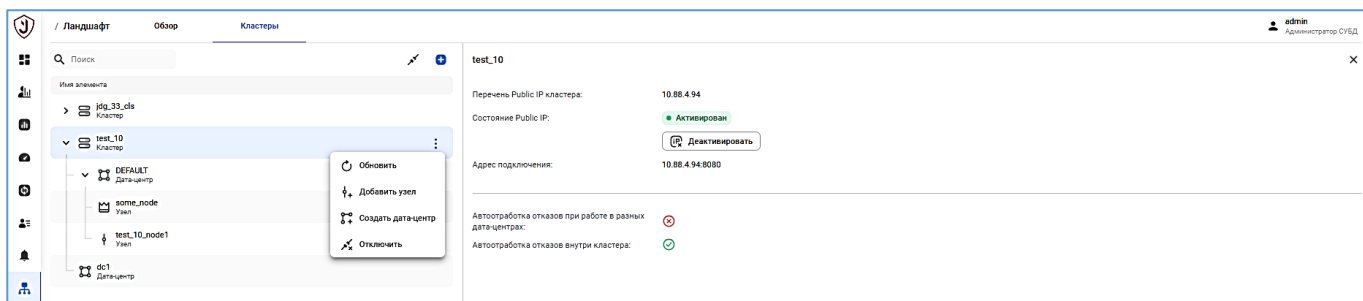 / Ландшафт Обзор Кластеры
admin
Администратор СУБД
Поиск
Имя элемента
jdg_33_cls
Кластер
test_10
Кластер
DEFAULT
Дата-центр
some_node
Узел
test_10_node1
Узел
dc1
Дата-центр
Обновить
Добавить узел
Создать дата-центр
Отключить
test_10
Перечень Public IP кластера: 10.88.4.94
Состояние Public IP: Активирован
Деактивировать
Адрес подключения: 10.88.4.94:8080
Автоотработка отказов при работе в разных
дата-центрах:
Автоотработка отказов внутри кластера: